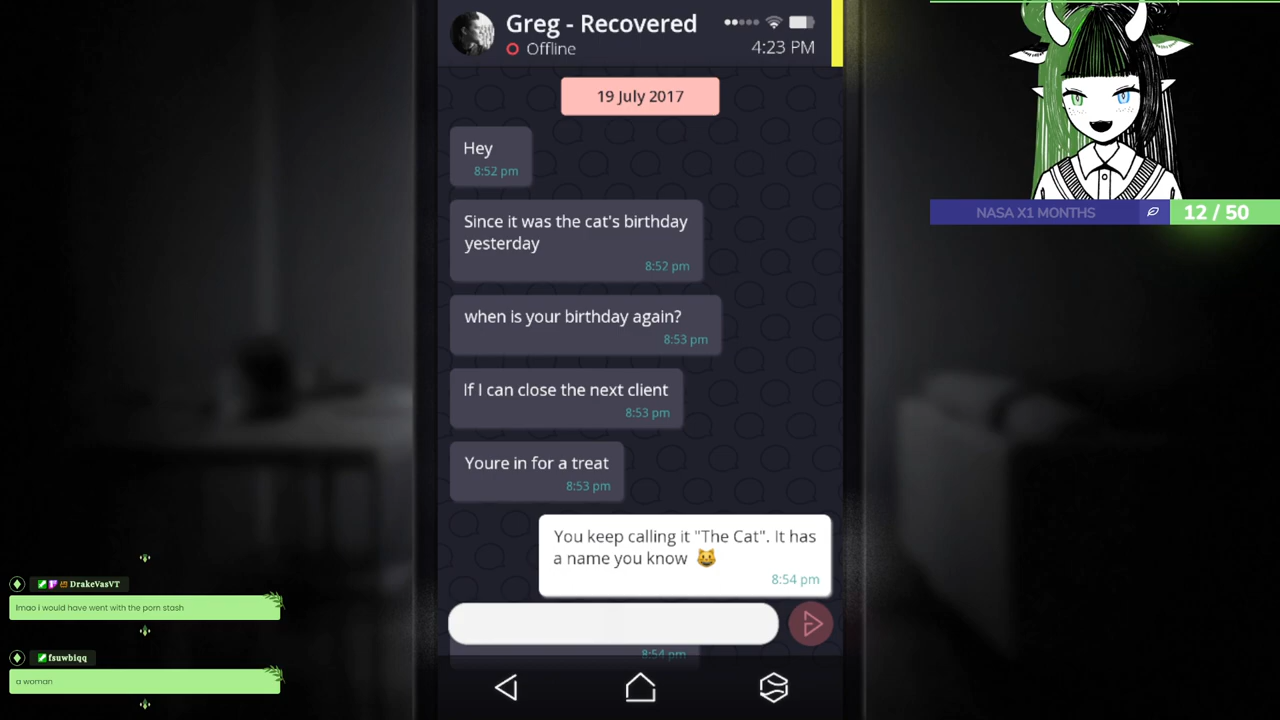 Greg - Recovered
Offline
4:23 PM
19 July 2017
Hey
8:52 pm
Since it was the cat's birthday
yesterday
8:52 pm
when is your birthday again?
8:53 pm
If I can close the next client
8:53 pm
Youre in for a treat
8:53 pm
You keep calling it "The Cat". It has
a name you know 😺
8:54 pm
8:54 pm
NASA X1 MONTHS
12 / 50
DrakeVasVT
lmao i would have went with the porn stash
fsuwbiqq
a woman